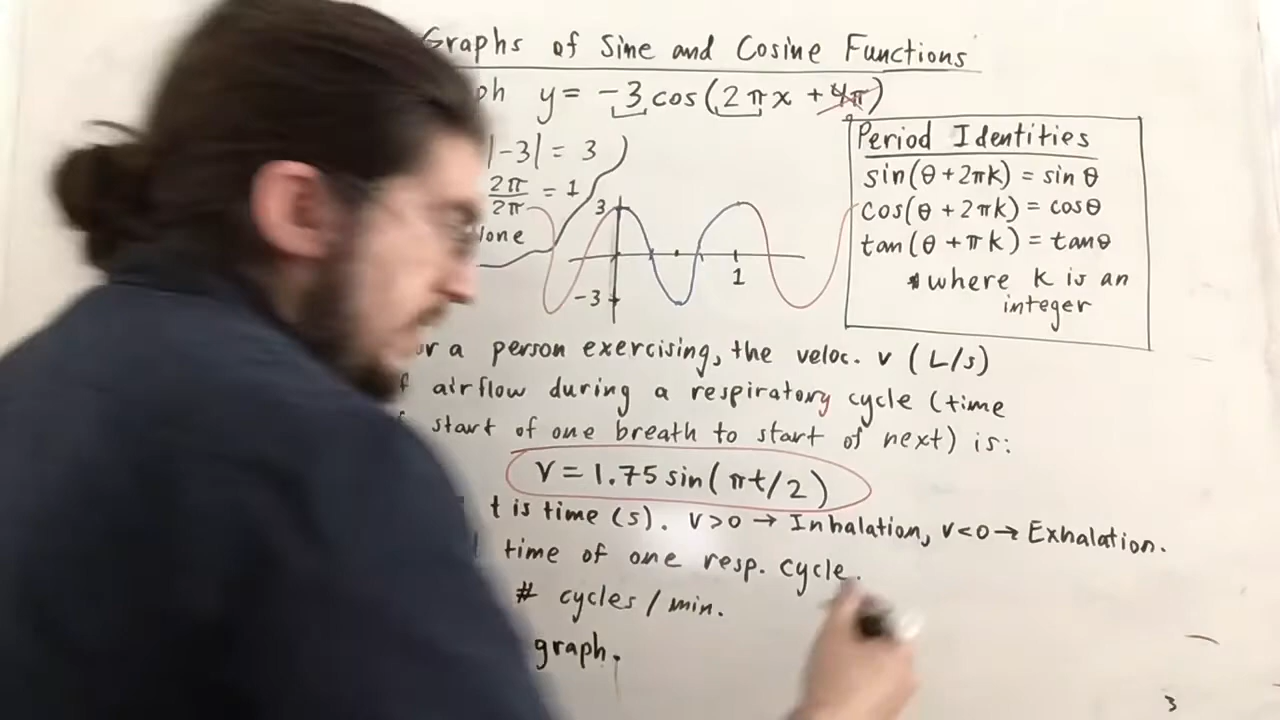 Graphs of Sine and Cosine Functions
y = -3 cos(2πx + 4π)
|-3| = 3
2π/2π = 1
3
-3
1
Period Identities
sin(θ + 2πk) = sin θ
cos(θ + 2πk) = cos θ
tan(θ + πk) = tan θ
* where k is an
integer
a person exercising, the veloc. v (L/s)
airflow during a respiratory cycle (time
start of one breath to start of next) is:
v = 1.75 sin(πt/2)
t is time (s). v>0 → Inhalation, v<0 → Exhalation.
time of one resp. cycle.
# cycles / min.
graph.
3